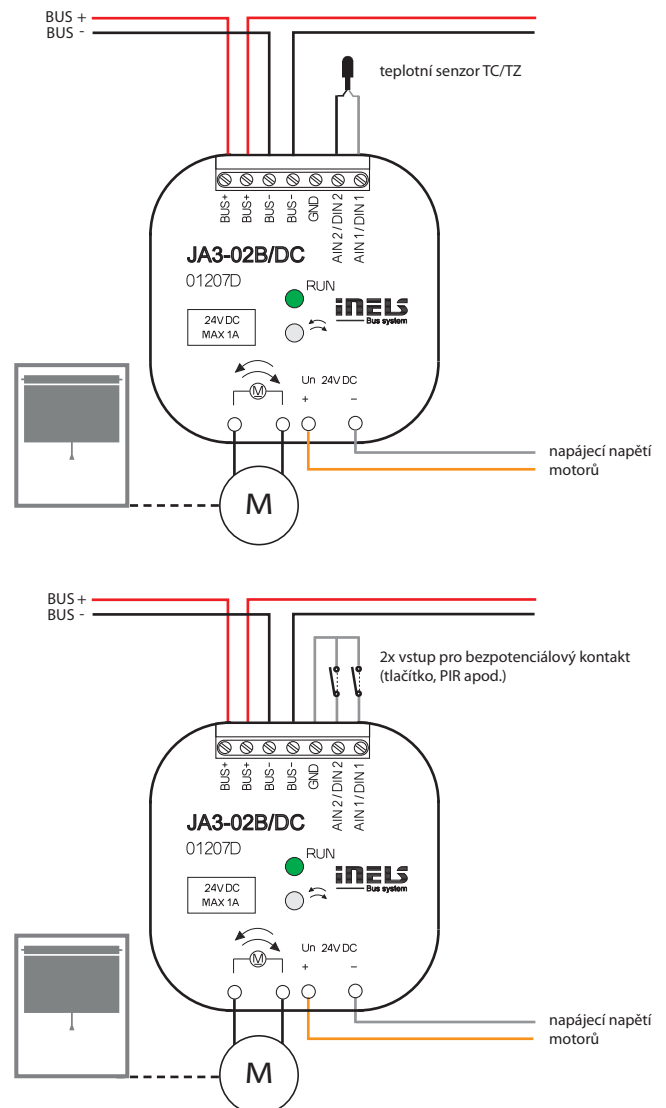 BUS +
BUS -
teplotní senzor TC/TZ
BUS+
BUS+
BUS-
BUS-
GND
AIN 2 / DIN 2
AIN 1 / DIN 1
JA3-02B/DC
01207D
RUN
iNELS
Bus system
24V DC
MAX 1A
M
Un 24V DC
+
-
napájecí napětí
motorů
M
BUS +
BUS -
2x vstup pro bezpotenciálový kontakt
(tlačítko, PIR apod.)
BUS+
BUS+
BUS-
BUS-
GND
AIN 2 / DIN 2
AIN 1 / DIN 1
JA3-02B/DC
01207D
RUN
iNELS
Bus system
24V DC
MAX 1A
M
Un 24V DC
+
-
napájecí napětí
motorů
M